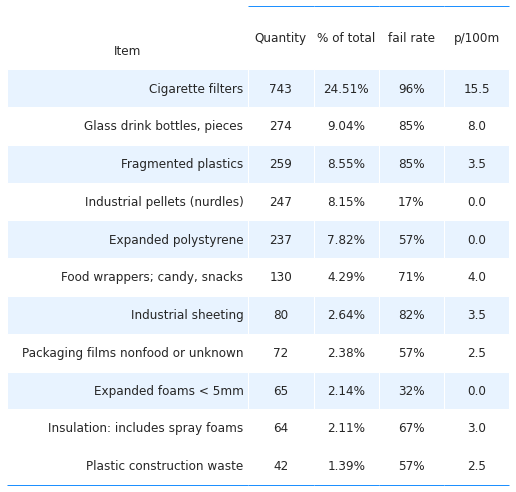 Item Quantity % of total fail rate p/100m
Cigarette filters 743 24.51% 96% 15.5
Glass drink bottles, pieces 274 9.04% 85% 8.0
Fragmented plastics 259 8.55% 85% 3.5
Industrial pellets (nurdles) 247 8.15% 17% 0.0
Expanded polystyrene 237 7.82% 57% 0.0
Food wrappers; candy, snacks 130 4.29% 71% 4.0
Industrial sheeting 80 2.64% 82% 3.5
Packaging films nonfood or unknown 72 2.38% 57% 2.5
Expanded foams < 5mm 65 2.14% 32% 0.0
Insulation: includes spray foams 64 2.11% 67% 3.0
Plastic construction waste 42 1.39% 57% 2.5